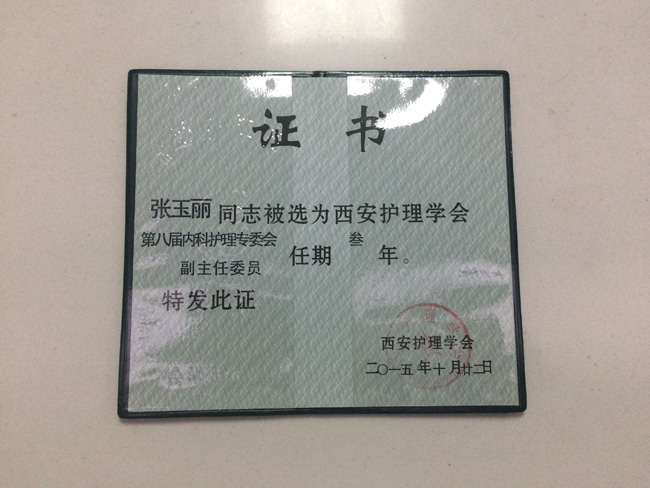 证 书
张玉丽 同志被选为西安护理学会
第八届内科护理专委会
副主任委员 任期 叁 年。
特发此证
西安护理学会
二〇一五年十月廿二日